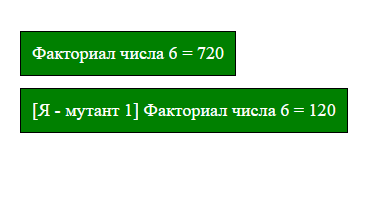 Факториал числа 6 = 720
[Я - мутант 1] Факториал числа 6 = 120